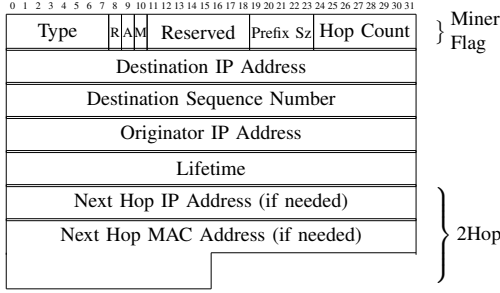 0 1 2 3 4 5 6 7 8 9 10 11 12 13 14 15 16 17 18 19 20 21 22 23 24 25 26 27 28 29 30 31
Type R A M Reserved Prefix Sz Hop Count } Miner
Flag
Destination IP Address
Destination Sequence Number
Originator IP Address
Lifetime
Next Hop IP Address (if needed)
Next Hop MAC Address (if needed) 2Hop